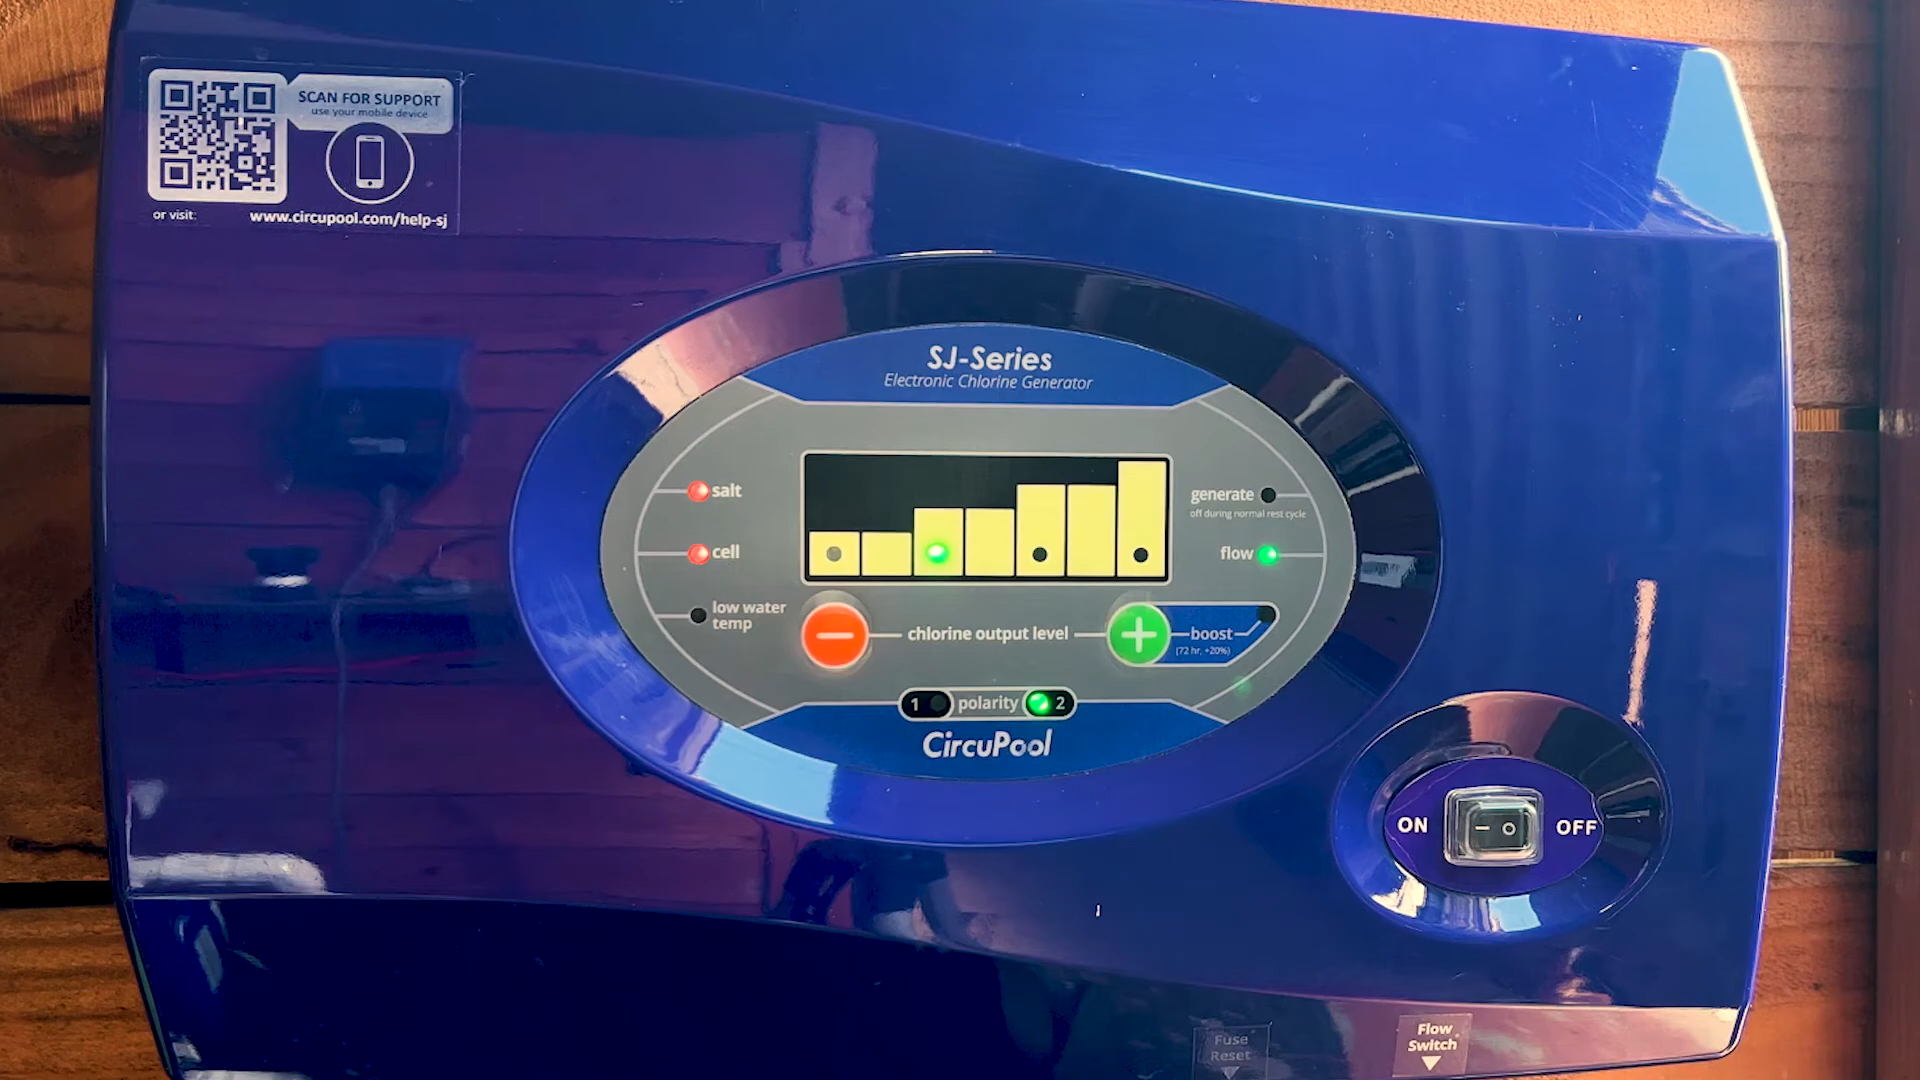 SCAN FOR SUPPORT
use your mobile device
or visit: www.circupool.com/help-sj
SJ-Series
Electronic Chlorine Generator
salt
cell
low water
temp
generate
off during normal rest cycle
flow
− chlorine output level +
boost
(72 hr, +20%)
1 polarity 2
CircuPool
ON − O OFF
Fuse
Reset
Flow
Switch